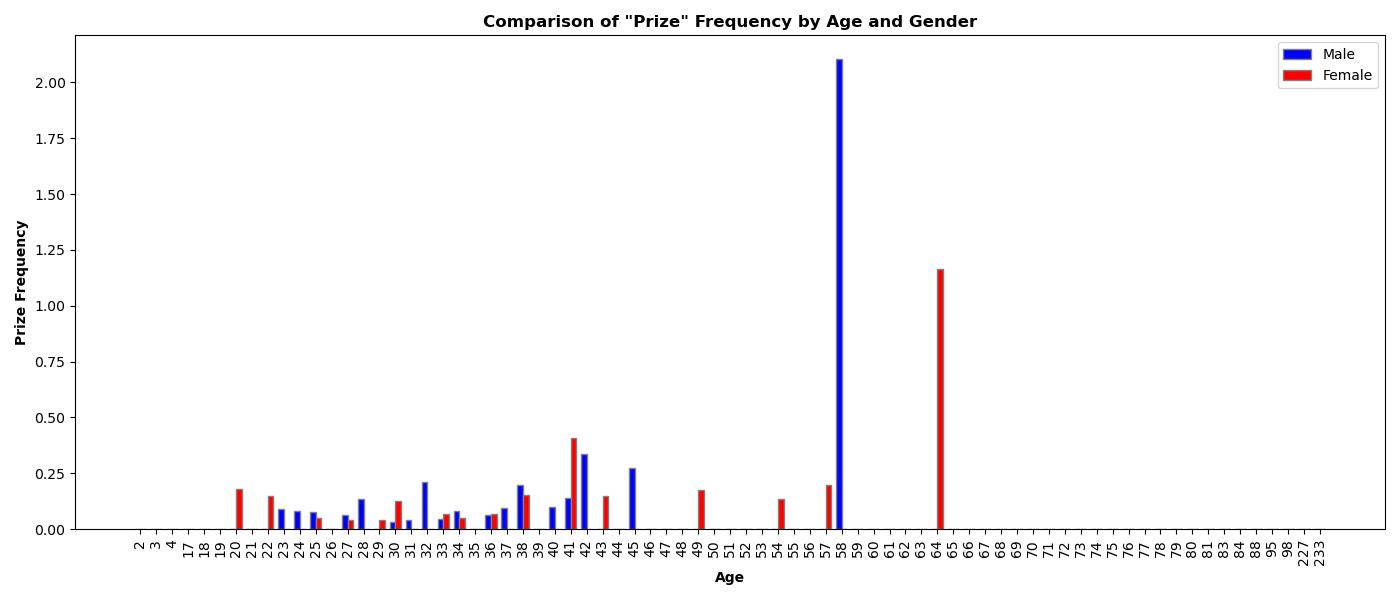 Comparison of "Prize" Frequency by Age and Gender
Male
Female
Prize Frequency
2.00
1.75
1.50
1.25
1.00
0.75
0.50
0.25
0.00
2 3 4 17 18 19 20 21 22 23 24 25 26 27 28 29 30 31 32 33 34 35 36 37 38 39 40 41 42 43 44 45 46 47 48 49 50 51 52 53 54 55 56 57 58 59 60 61 62 63 64 65 66 67 68 69 70 71 72 73 74 75 76 77 78 79 80 81 83 84 88 95 98 227 233
Age